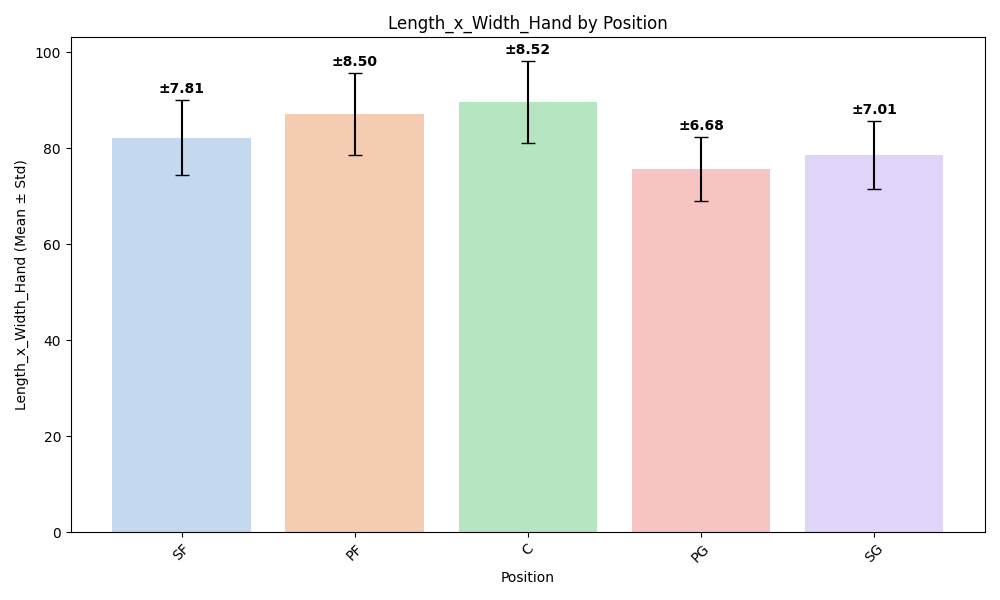 Length_x_Width_Hand by Position
Length_x_Width_Hand (Mean ± Std)
100
80
60
40
20
0
±7.81
±8.50
±8.52
±6.68
±7.01
SF
PF
C
PG
SG
Position